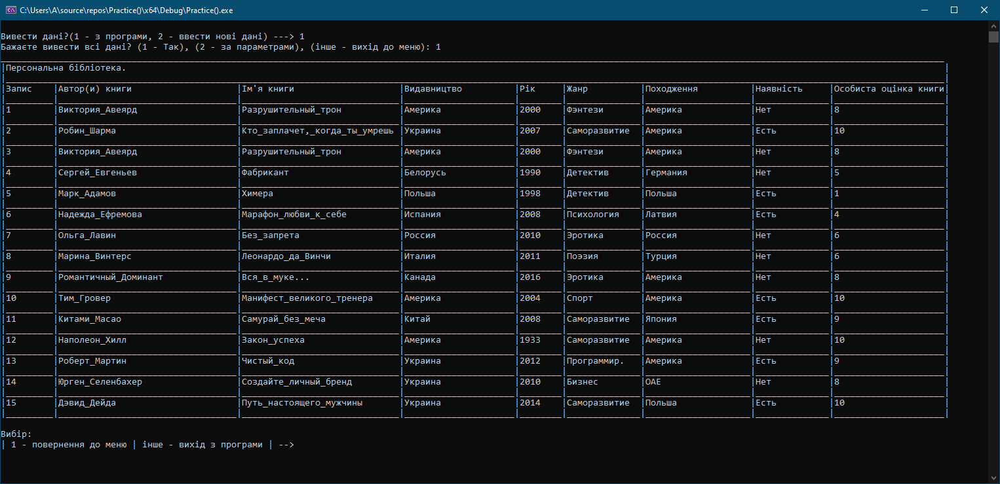 C:\Users\A\source\repos\Practice()\x64\Debug\Practice().exe
Вивести дані?(1 - з програми, 2 - ввести нові дані) ---> 1
Бажаєте вивести всі дані? (1 - Так), (2 - за параметрами), (інше - вихід до меню): 1
|Персональна бібліотека. |
|Запис |Автор(и) книги |Ім'я книги |Видавництво |Рік |Жанр |Походження |Наявність |Особиста оцінка книги|
|1 |Виктория_Авеярд |Разрушительный_трон |Америка |2000 |Фэнтези |Америка |Нет |8 |
|2 |Робин_Шарма |Кто_заплачет,_когда_ты_умрешь |Украина |2007 |Саморазвитие |Америка |Есть |10 |
|3 |Виктория_Авеярд |Разрушительный_трон |Америка |2000 |Фэнтези |Америка |Нет |8 |
|4 |Сергей_Евгеньев |Фабрикант |Белорусь |1990 |Детектив |Германия |Нет |5 |
|5 |Марк_Адамов |Химера |Польша |1998 |Детектив |Польша |Есть |1 |
|6 |Надежда_Ефремова |Марафон_любви_к_себе |Испания |2008 |Психология |Латвия |Есть |4 |
|7 |Ольга_Лавин |Без_запрета |Россия |2010 |Эротика |Россия |Нет |6 |
|8 |Марина_Винтерс |Леонардо_да_Винчи |Италия |2011 |Поэзия |Турция |Нет |6 |
|9 |Романтичный_Доминант |Вся_в_муке... |Канада |2016 |Эротика |Америка |Нет |8 |
|10 |Тим_Гровер |Манифест_великого_тренера |Америка |2004 |Спорт |Америка |Есть |10 |
|11 |Китами_Масао |Самурай_без_меча |Китай |2008 |Саморазвитие |Япония |Есть |9 |
|12 |Наполеон_Хилл |Закон_успеха |Америка |1933 |Саморазвитие |Америка |Нет |10 |
|13 |Роберт_Мартин |Чистый_код |Украина |2012 |Программир. |Америка |Есть |9 |
|14 |Юрген_Селенбахер |Создайте_личный_бренд |Украина |2010 |Бизнес |ОАЕ |Нет |8 |
|15 |Дэвид_Дейда |Путь_настоящего_мужчины |Украина |2014 |Саморазвитие |Польша |Есть |10 |
Вибір:
| 1 - повернення до меню | інше - вихід з програми | -->